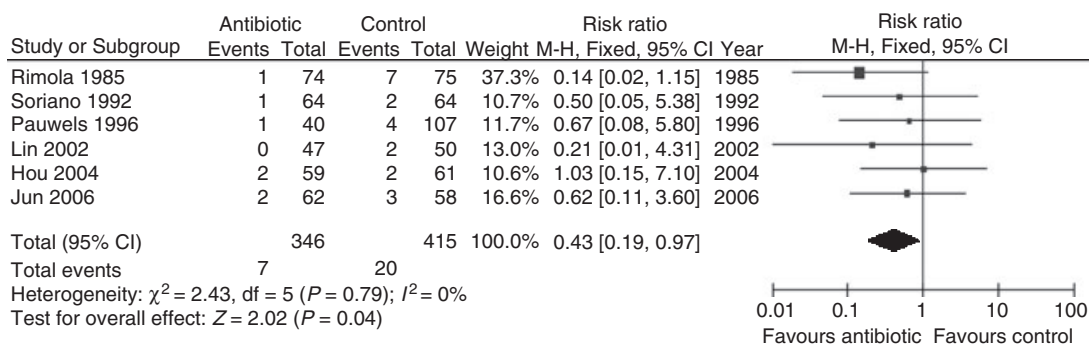 Antibiotic Control Risk ratio Risk ratio
Study or Subgroup Events Total Events Total Weight M-H, Fixed, 95% CI Year M-H, Fixed, 95% CI
Rimola 1985 1 74 7 75 37.3% 0.14 [0.02, 1.15] 1985
Soriano 1992 1 64 2 64 10.7% 0.50 [0.05, 5.38] 1992
Pauwels 1996 1 40 4 107 11.7% 0.67 [0.08, 5.80] 1996
Lin 2002 0 47 2 50 13.0% 0.21 [0.01, 4.31] 2002
Hou 2004 2 59 2 61 10.6% 1.03 [0.15, 7.10] 2004
Jun 2006 2 62 3 58 16.6% 0.62 [0.11, 3.60] 2006
Total (95% CI) 346 415 100.0% 0.43 [0.19, 0.97]
Total events 7 20
Heterogeneity: χ² = 2.43, df = 5 (P = 0.79); I² = 0%
Test for overall effect: Z = 2.02 (P = 0.04)
0.01 0.1 1 10 100
Favours antibiotic Favours control